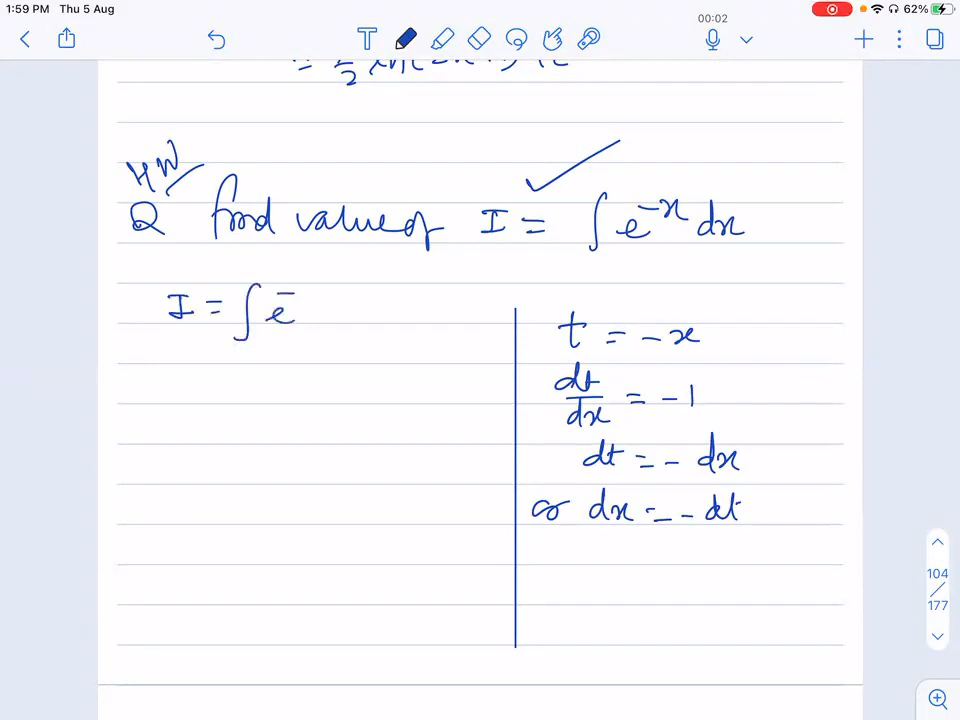 1:59 PM Thu 5 Aug
00:02
62%
T
HW
Q find value of I = ∫ e^-x dx
I = ∫ e^-
t = -x
dt/dx = -1
dt = - dx
or dx = - dt
104
/
177